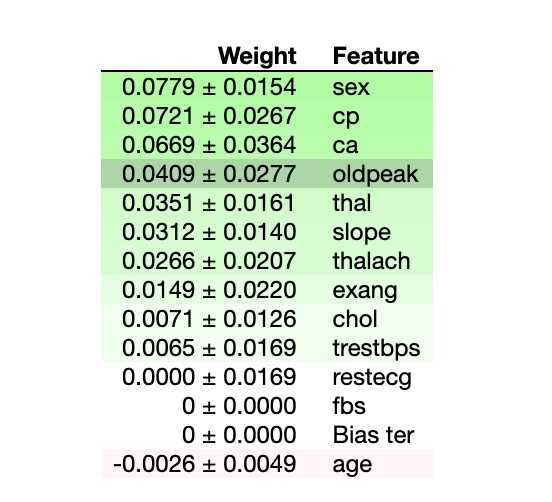 Weight Feature
0.0779 ± 0.0154 sex
0.0721 ± 0.0267 cp
0.0669 ± 0.0364 ca
0.0409 ± 0.0277 oldpeak
0.0351 ± 0.0161 thal
0.0312 ± 0.0140 slope
0.0266 ± 0.0207 thalach
0.0149 ± 0.0220 exang
0.0071 ± 0.0126 chol
0.0065 ± 0.0169 trestbps
0.0000 ± 0.0169 restecg
0 ± 0.0000 fbs
0 ± 0.0000 Bias ter
-0.0026 ± 0.0049 age